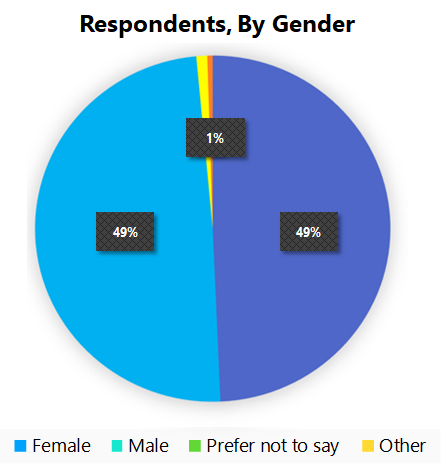 Respondents, By Gender
1%
49%
49%
Female
Male
Prefer not to say
Other